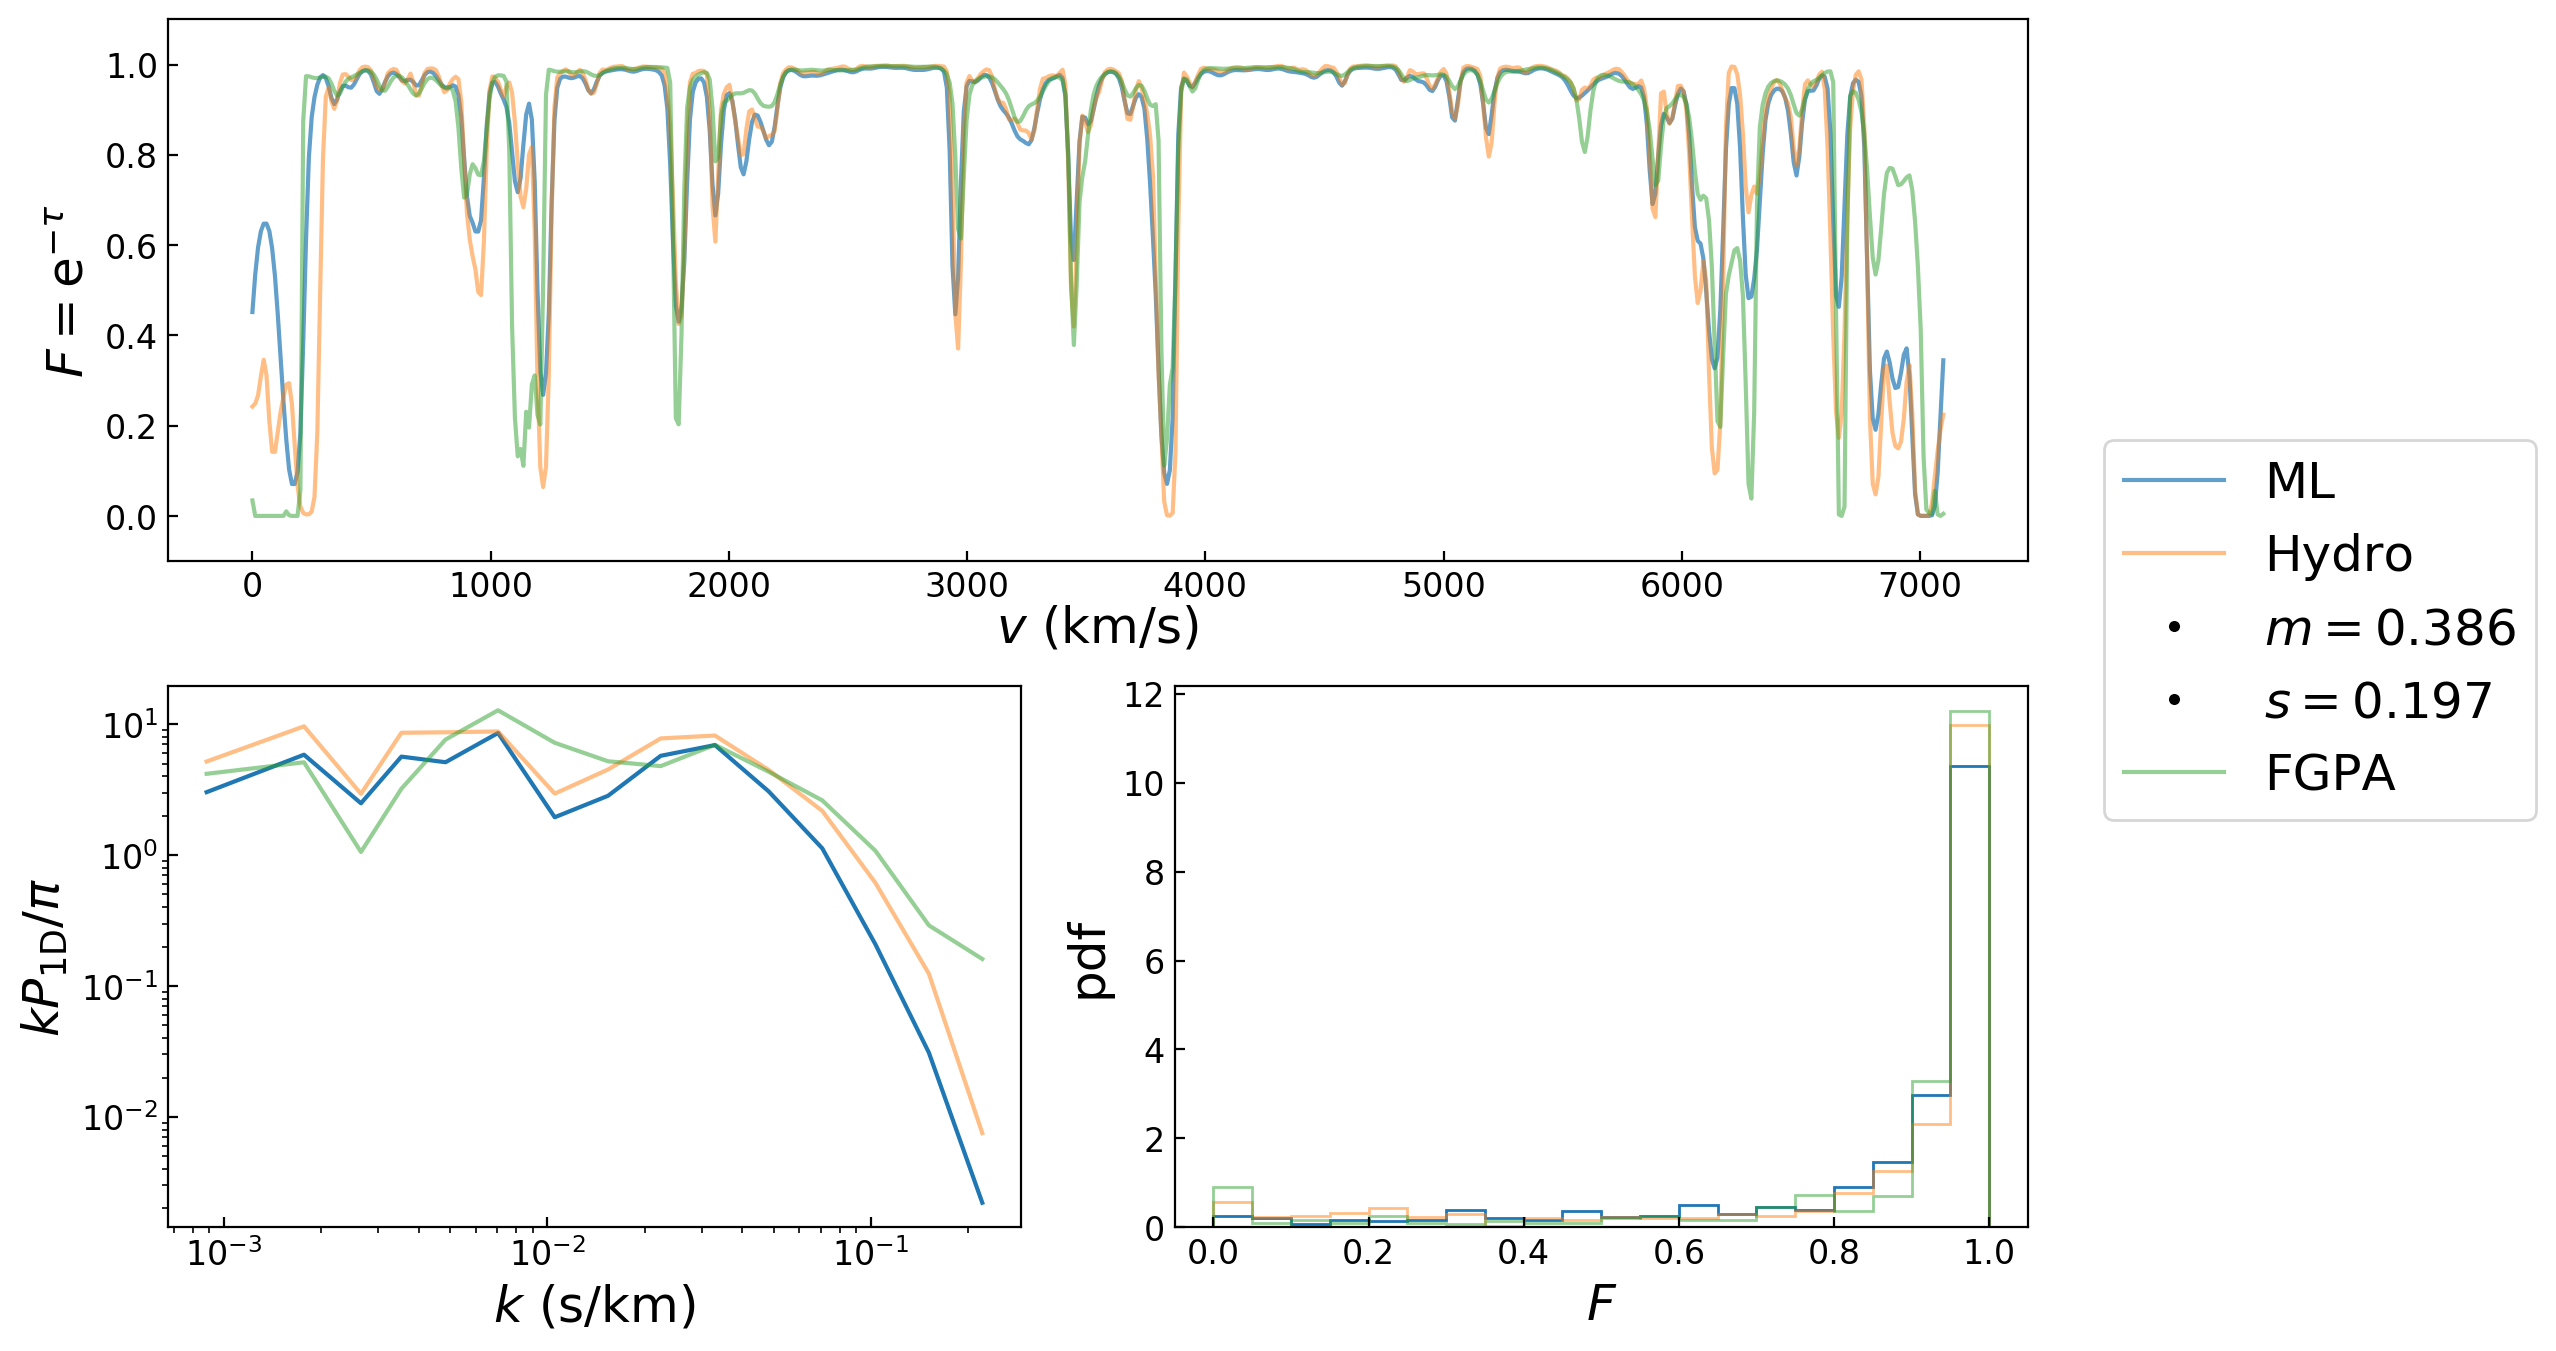 1.0
0.8
0.6
0.4
0.2
0.0
F = e^{-τ}
0 1000 2000 3000 4000 5000 6000 7000
v (km/s)
ML
Hydro
m = 0.386
s = 0.197
FGPA
10^1
10^0
10^{-1}
10^{-2}
kP_{1D}/π
10^{-3} 10^{-2} 10^{-1}
k (s/km)
12
10
8
6
4
2
0
pdf
0.0 0.2 0.4 0.6 0.8 1.0
F